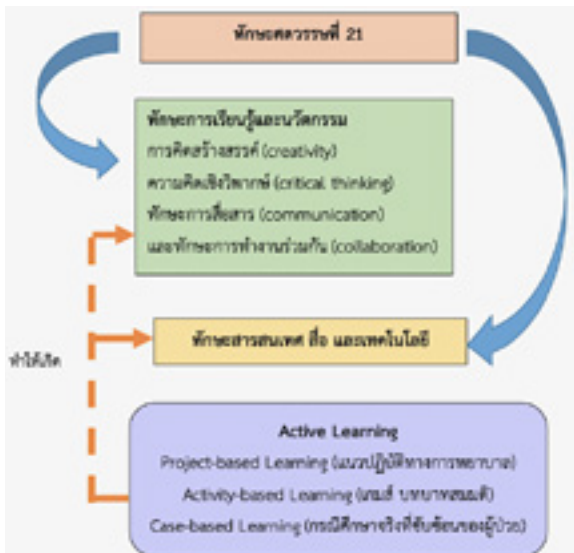 ทักษะศตวรรษที่ 21
ทักษะการเรียนรู้และนวัตกรรม
การคิดสร้างสรรค์ (creativity)
ความคิดเชิงวิพากษ์ (critical thinking)
ทักษะการสื่อสาร (communication)
และทักษะการทำงานร่วมกัน (collaboration)
ทักษะสารสนเทศ สื่อ และเทคโนโลยี
ทำให้เกิด
Active Learning
Project-based Learning (แนวปฏิบัติทางการพยาบาล)
Activity-based Learning (เกมส์ บทบาทสมมติ)
Case-based Learning (กรณีศึกษาจริงที่ซับซ้อนของผู้ป่วย)